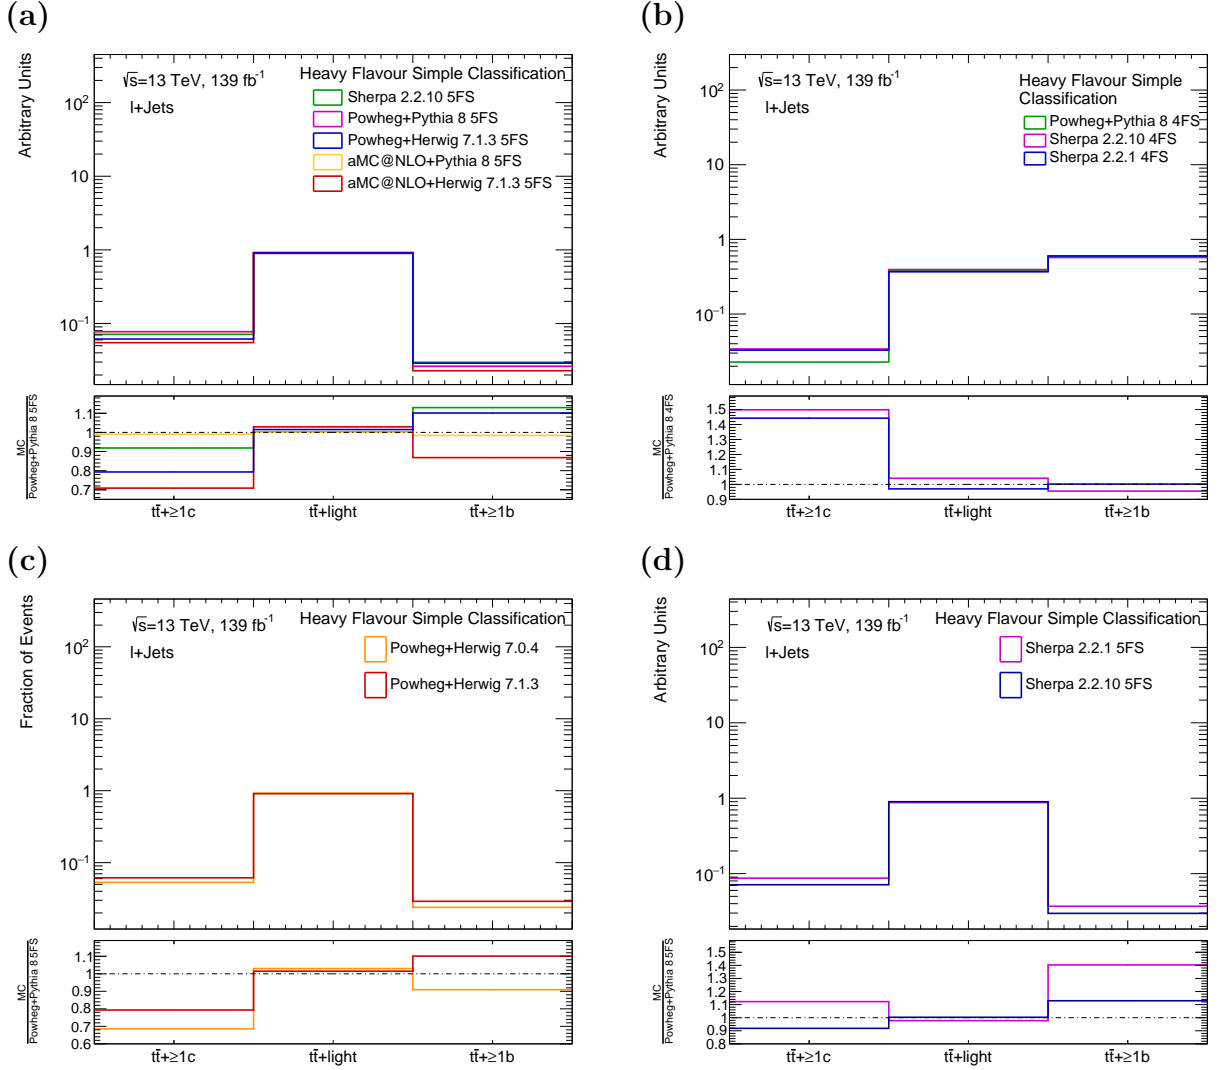 (a)
Arbitrary Units
√s=13 TeV, 139 fb⁻¹
l+Jets
Heavy Flavour Simple Classification
Sherpa 2.2.10 5FS
Powheg+Pythia 8 5FS
Powheg+Herwig 7.1.3 5FS
aMC@NLO+Pythia 8 5FS
aMC@NLO+Herwig 7.1.3 5FS
10²
10
1
10⁻¹
MC
Powheg+Pythia 8 5FS
1.1
1
0.9
0.8
0.7
tt̄+≥1c tt̄+light tt̄+≥1b
(b)
Arbitrary Units
√s=13 TeV, 139 fb⁻¹
l+Jets
Heavy Flavour Simple
Classification
Powheg+Pythia 8 4FS
Sherpa 2.2.10 4FS
Sherpa 2.2.1 4FS
10²
10
1
10⁻¹
MC
Powheg+Pythia 8 4FS
1.5
1.4
1.3
1.2
1.1
1
0.9
tt̄+≥1c tt̄+light tt̄+≥1b
(c)
Fraction of Events
√s=13 TeV, 139 fb⁻¹
l+Jets
Heavy Flavour Simple Classification
Powheg+Herwig 7.0.4
Powheg+Herwig 7.1.3
10²
10
1
10⁻¹
MC
Powheg+Pythia 8 5FS
1.1
1
0.9
0.8
0.7
0.6
tt̄+≥1c tt̄+light tt̄+≥1b
(d)
Arbitrary Units
√s=13 TeV, 139 fb⁻¹
l+Jets
Heavy Flavour Simple Classification
Sherpa 2.2.1 5FS
Sherpa 2.2.10 5FS
10²
10
1
10⁻¹
MC
Powheg+Pythia 8 5FS
1.5
1.4
1.3
1.2
1.1
1
0.9
0.8
tt̄+≥1c tt̄+light tt̄+≥1b